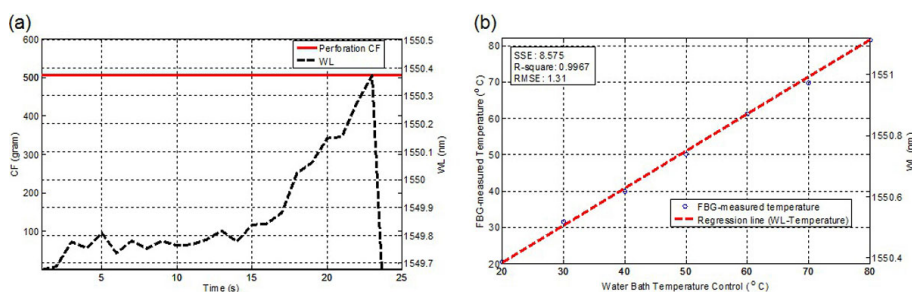 (a)
600
500
400
300
200
100
CF (gram)
5
10
15
20
25
Time (s)
Perforation CF
WL
1550.5
1550.4
1550.3
1550.2
1550.1
1550
1549.9
1549.8
1549.7
WL (nm)
(b)
80
70
60
50
40
30
20
FBG-measured Temperature (°C)
SSE: 8.575
R-square: 0.9967
RMSE: 1.31
FBG-measured temperature
Regression line (WL-Temperature)
20
30
40
50
60
70
80
Water Bath Temperature Control (°C)
1551
1550.8
1550.6
1550.4
WL (nm)